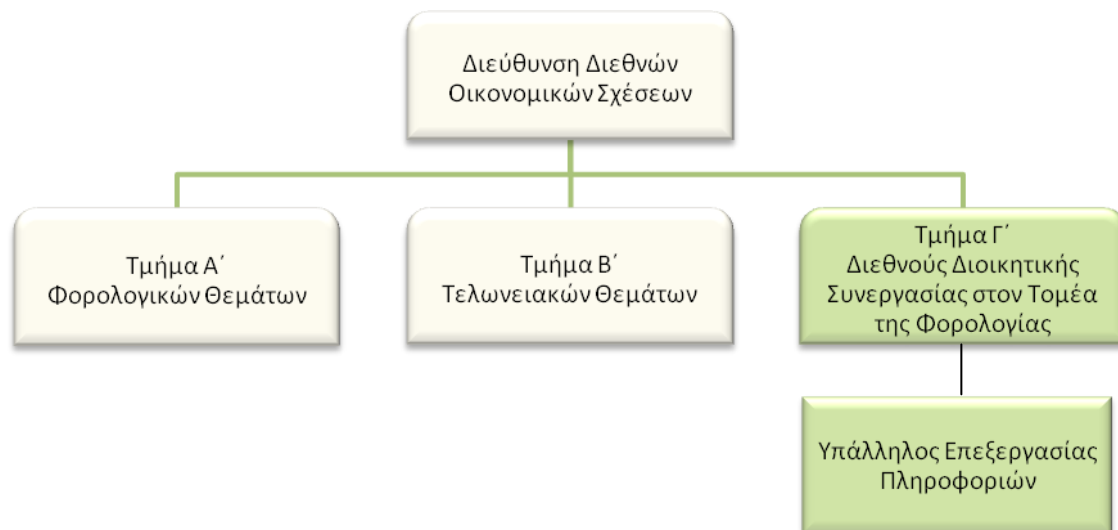 Διεύθυνση Διεθνών
Οικονομικών Σχέσεων
Τμήμα Α΄
Φορολογικών Θεμάτων
Τμήμα Β΄
Τελωνειακών Θεμάτων
Τμήμα Γ΄
Διεθνούς Διοικητικής
Συνεργασίας στον Τομέα
της Φορολογίας
Υπάλληλος Επεξεργασίας
Πληροφοριών